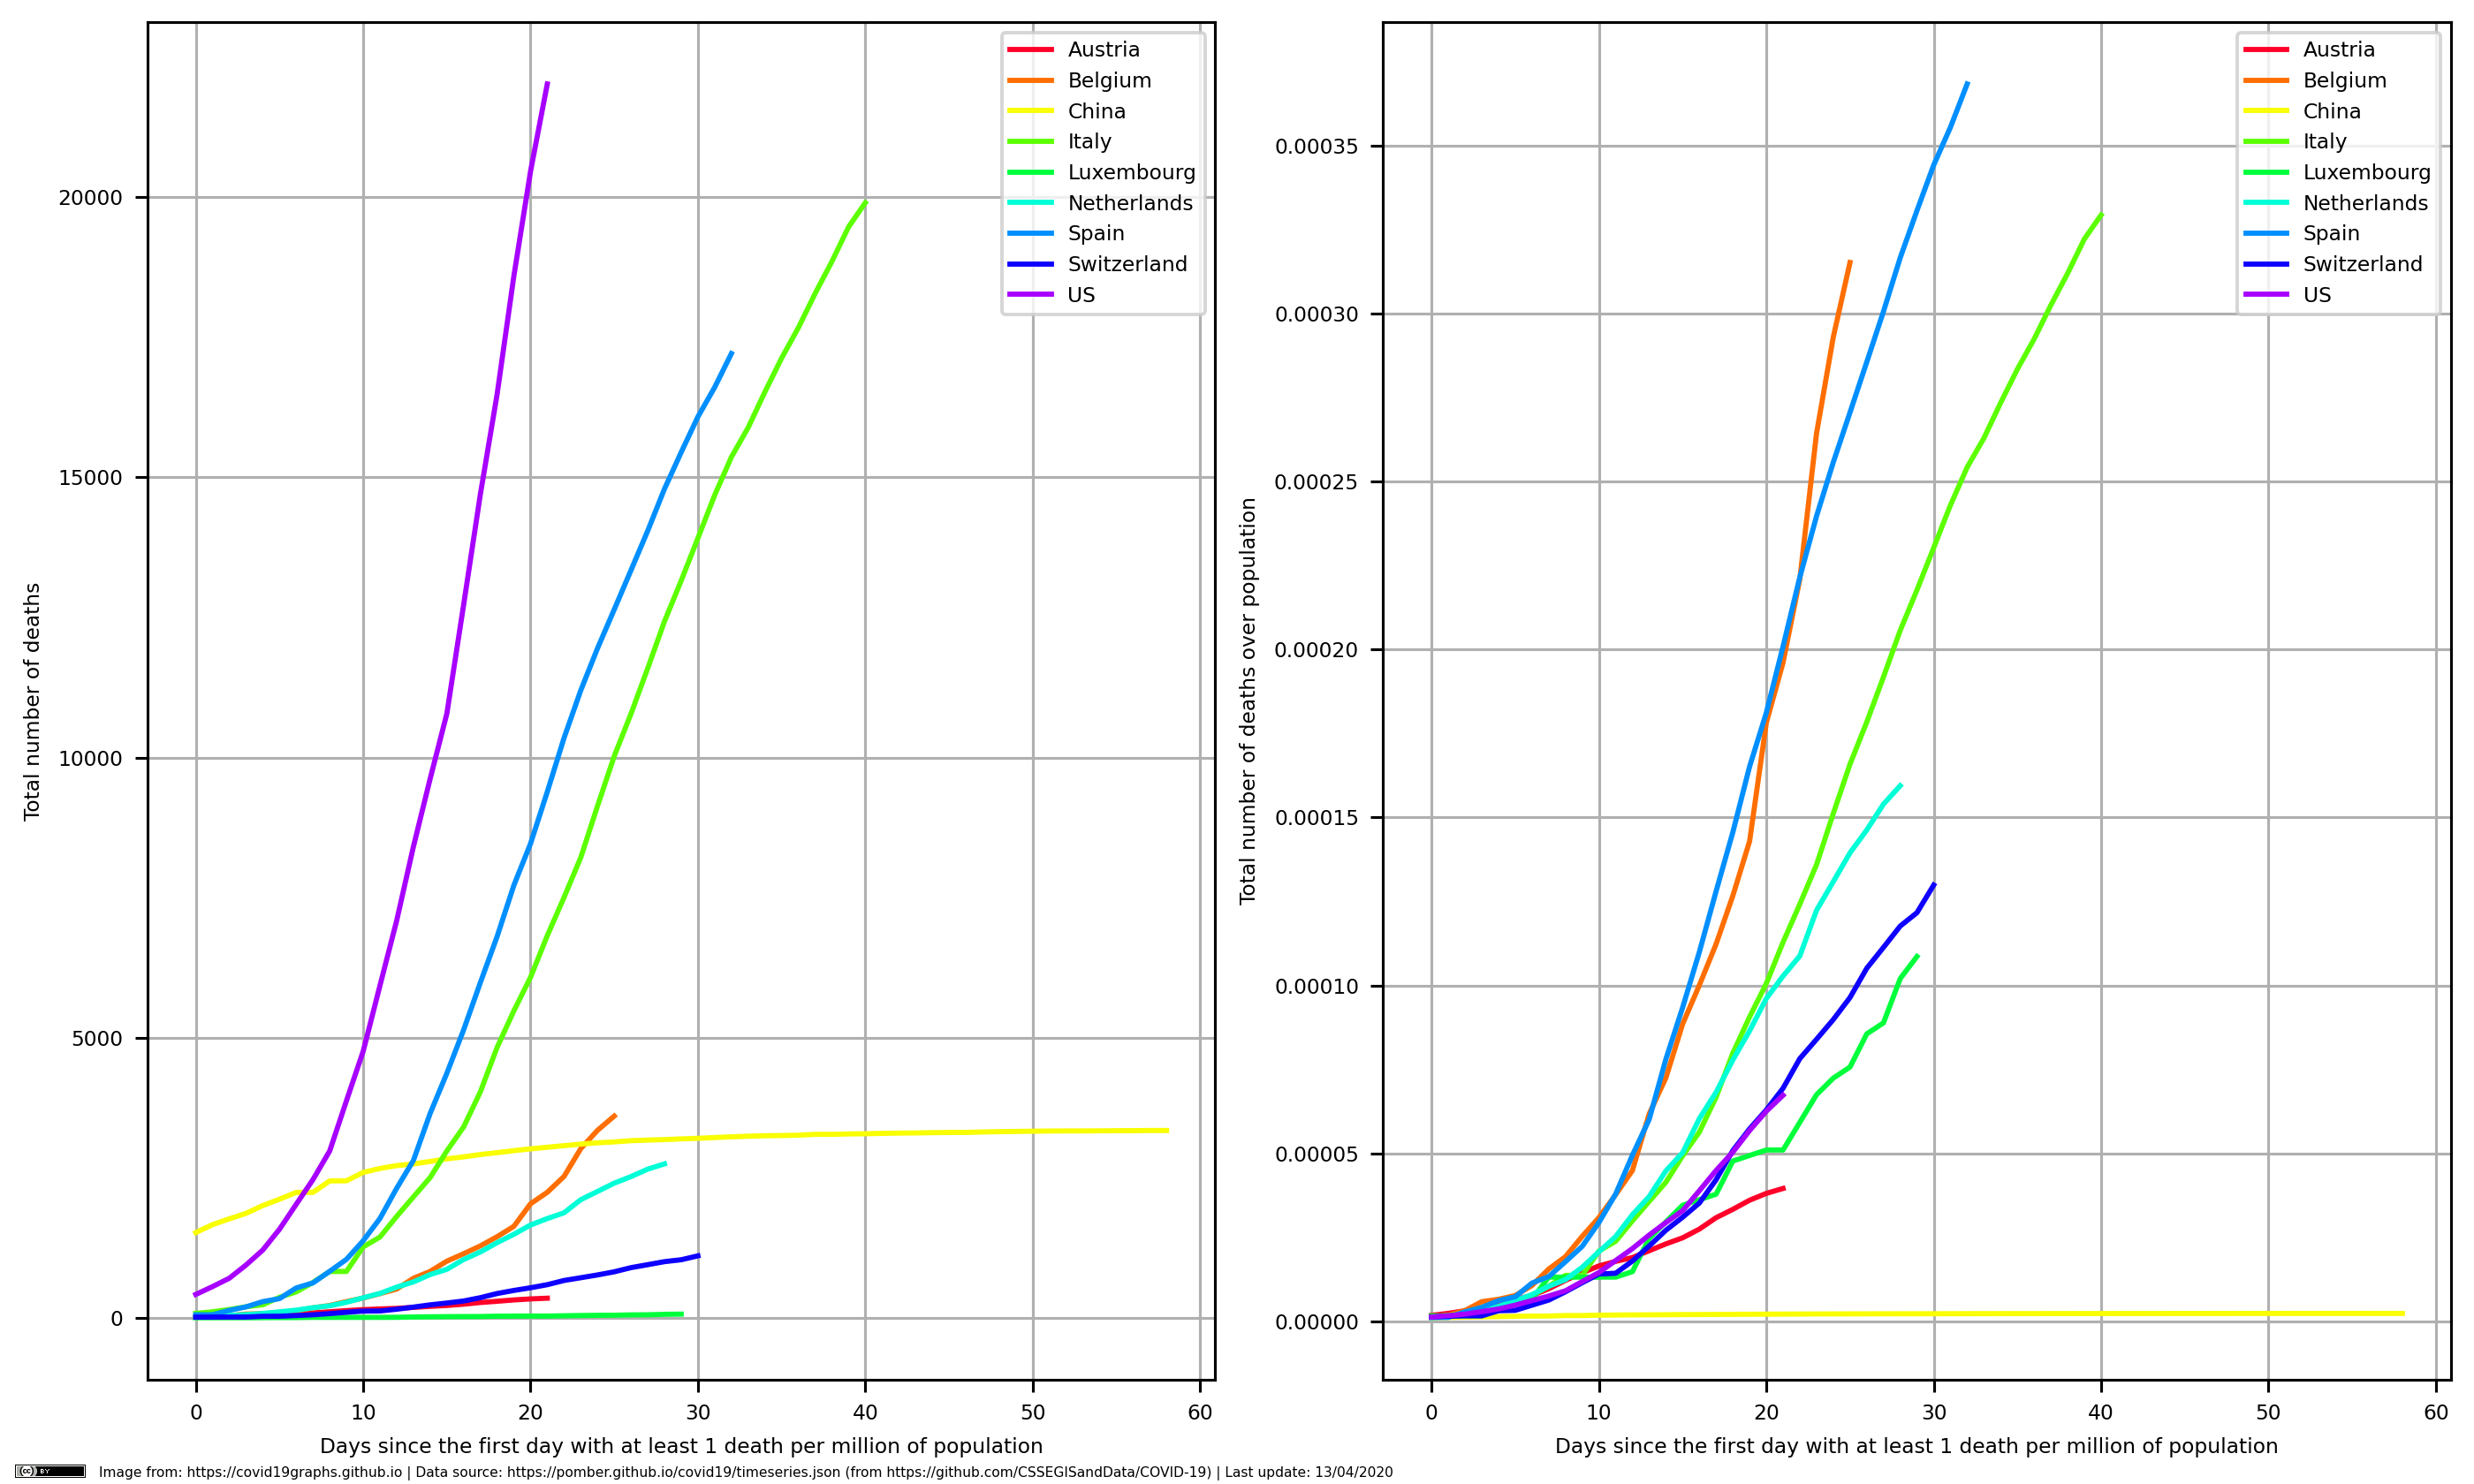 Total number of deaths
20000
15000
10000
5000
0
0 10 20 30 40 50 60
Days since the first day with at least 1 death per million of population
Austria
Belgium
China
Italy
Luxembourg
Netherlands
Spain
Switzerland
US
Total number of deaths over population
0.00035
0.00030
0.00025
0.00020
0.00015
0.00010
0.00005
0.00000
0 10 20 30 40 50 60
Days since the first day with at least 1 death per million of population
Austria
Belgium
China
Italy
Luxembourg
Netherlands
Spain
Switzerland
US
cc BY
Image from: https://covid19graphs.github.io | Data source: https://pomber.github.io/covid19/timeseries.json (from https://github.com/CSSEGISandData/COVID-19) | Last update: 13/04/2020